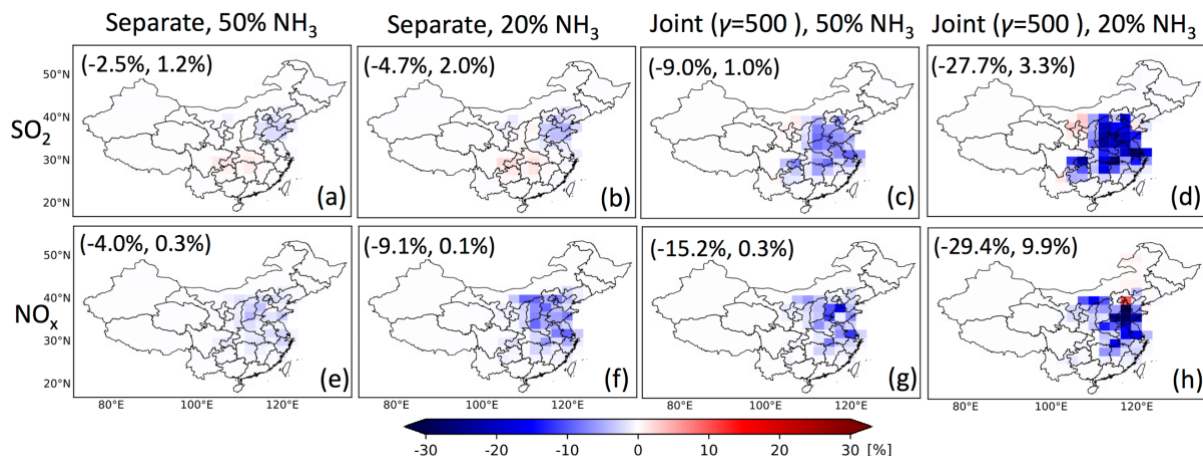 Separate, 50% NH₃ Separate, 20% NH₃ Joint (γ=500 ), 50% NH₃ Joint (γ=500 ), 20% NH₃
50°N (-2.5%, 1.2%) (-4.7%, 2.0%) (-9.0%, 1.0%) (-27.7%, 3.3%)
40°N
SO₂
30°N
20°N (a) (b) (c) (d)
50°N (-4.0%, 0.3%) (-9.1%, 0.1%) (-15.2%, 0.3%) (-29.4%, 9.9%)
40°N
NOₓ
30°N
20°N (e) (f) (g) (h)
80°E 100°E 120°E 80°E 100°E 120°E 80°E 100°E 120°E 80°E 100°E 120°E
-30 -20 -10 0 10 20 30 [%]